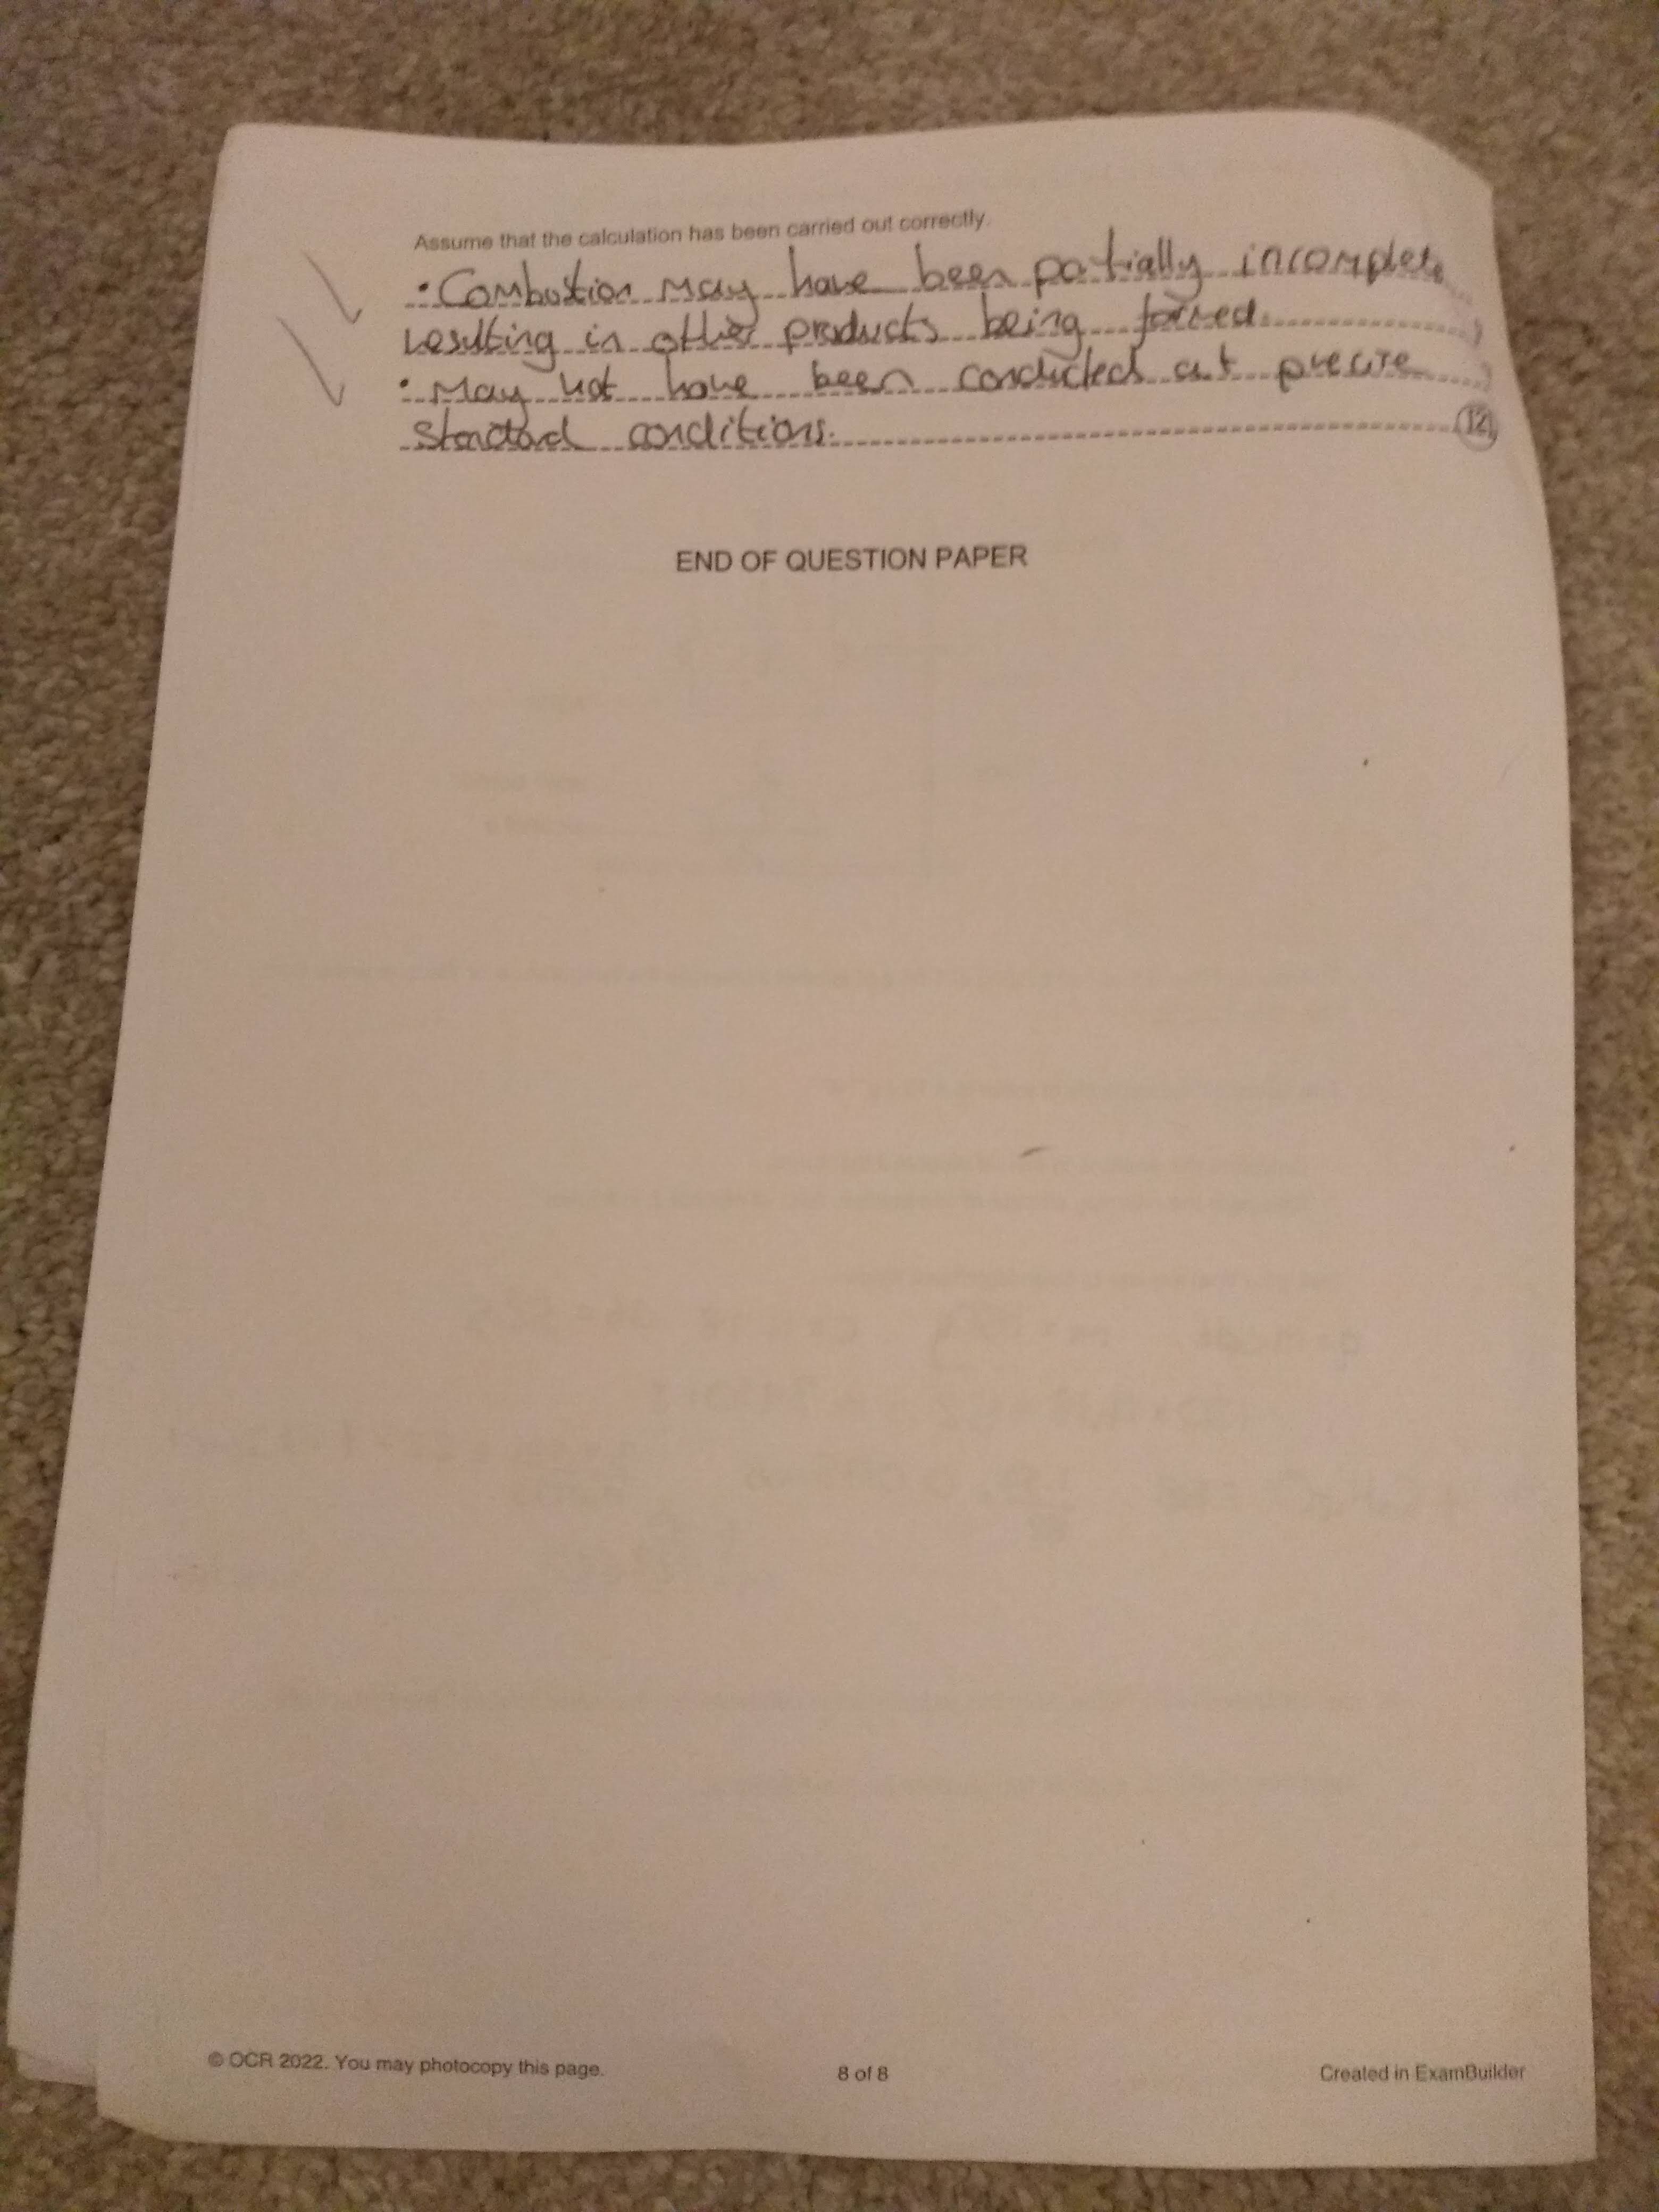 Assume that the calculation has been carried out correctly.
• Combustion may have been partially incomplete
resulting in other products being formed.
• May not have been conducted at precise
standard conditions.
[2]
END OF QUESTION PAPER
© OCR 2022. You may photocopy this page.
8 of 8
Created in ExamBuilder